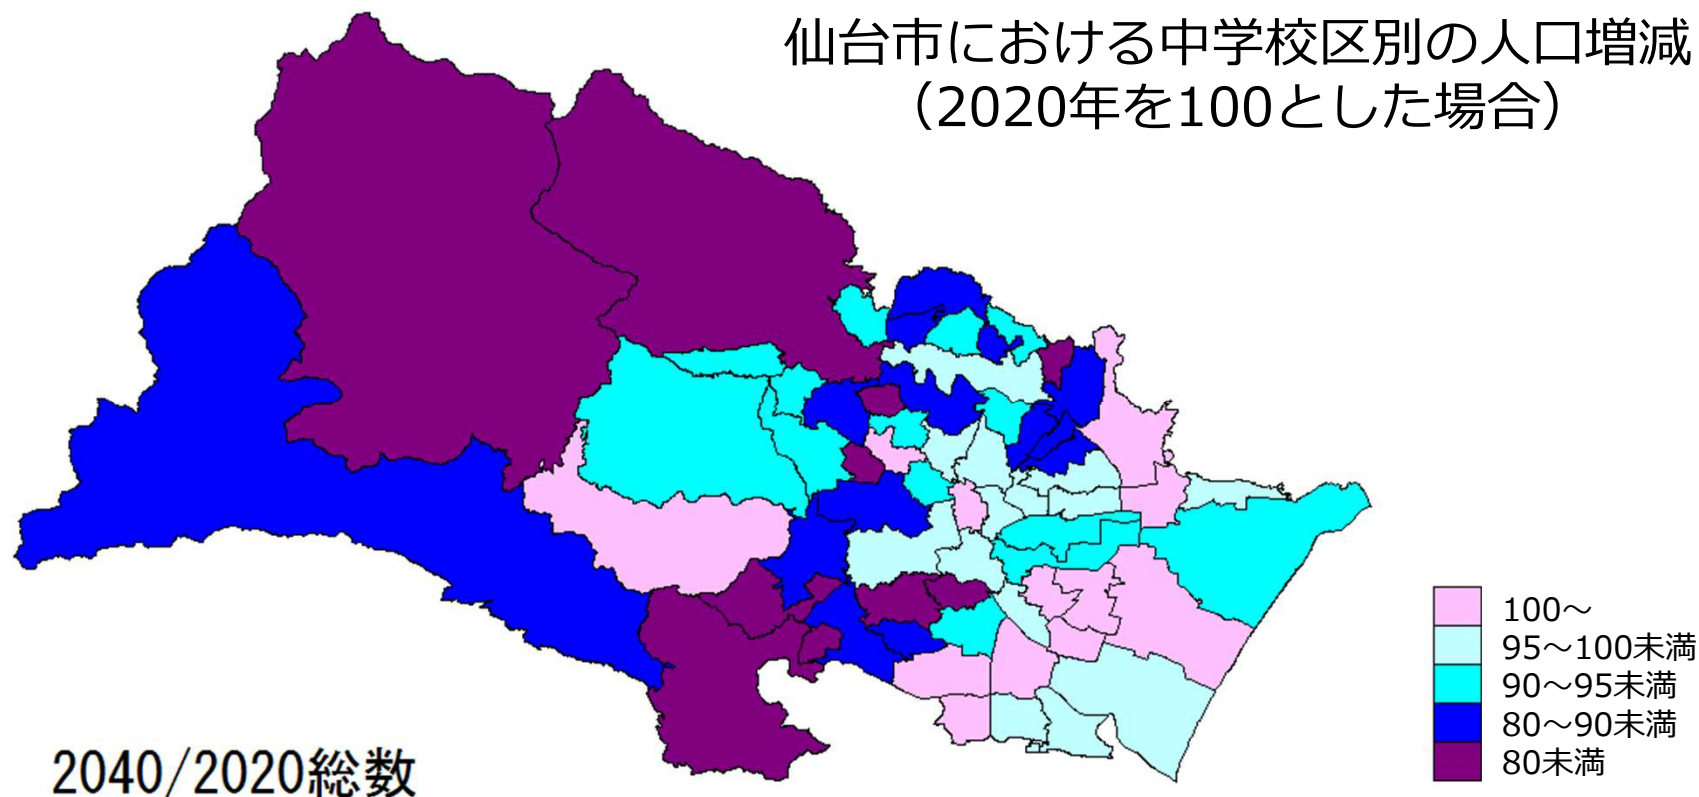 仙台市における中学校区別の人口増減
（2020年を100とした場合）
100～
95～100未満
90～95未満
80～90未満
80未満
2040/2020総数